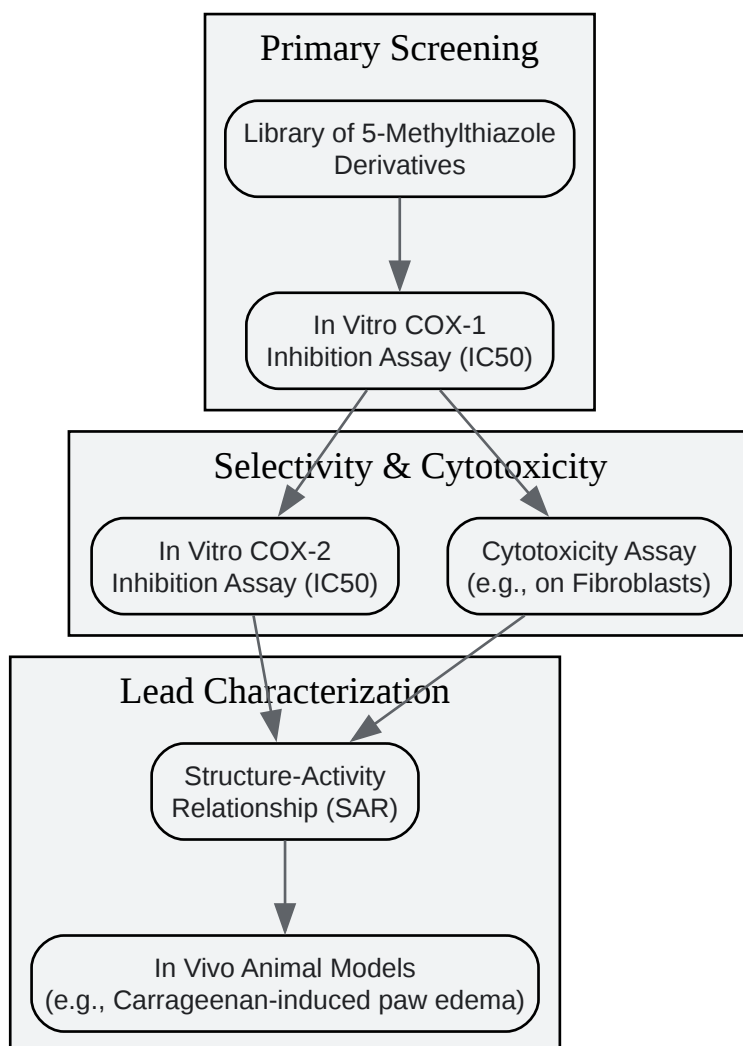 Primary Screening
Library of 5-Methylthiazole
Derivatives
In Vitro COX-1
Inhibition Assay (IC50)
Selectivity & Cytotoxicity
In Vitro COX-2
Inhibition Assay (IC50)
Cytotoxicity Assay
(e.g., on Fibroblasts)
Lead Characterization
Structure-Activity
Relationship (SAR)
In Vivo Animal Models
(e.g., Carrageenan-induced paw edema)